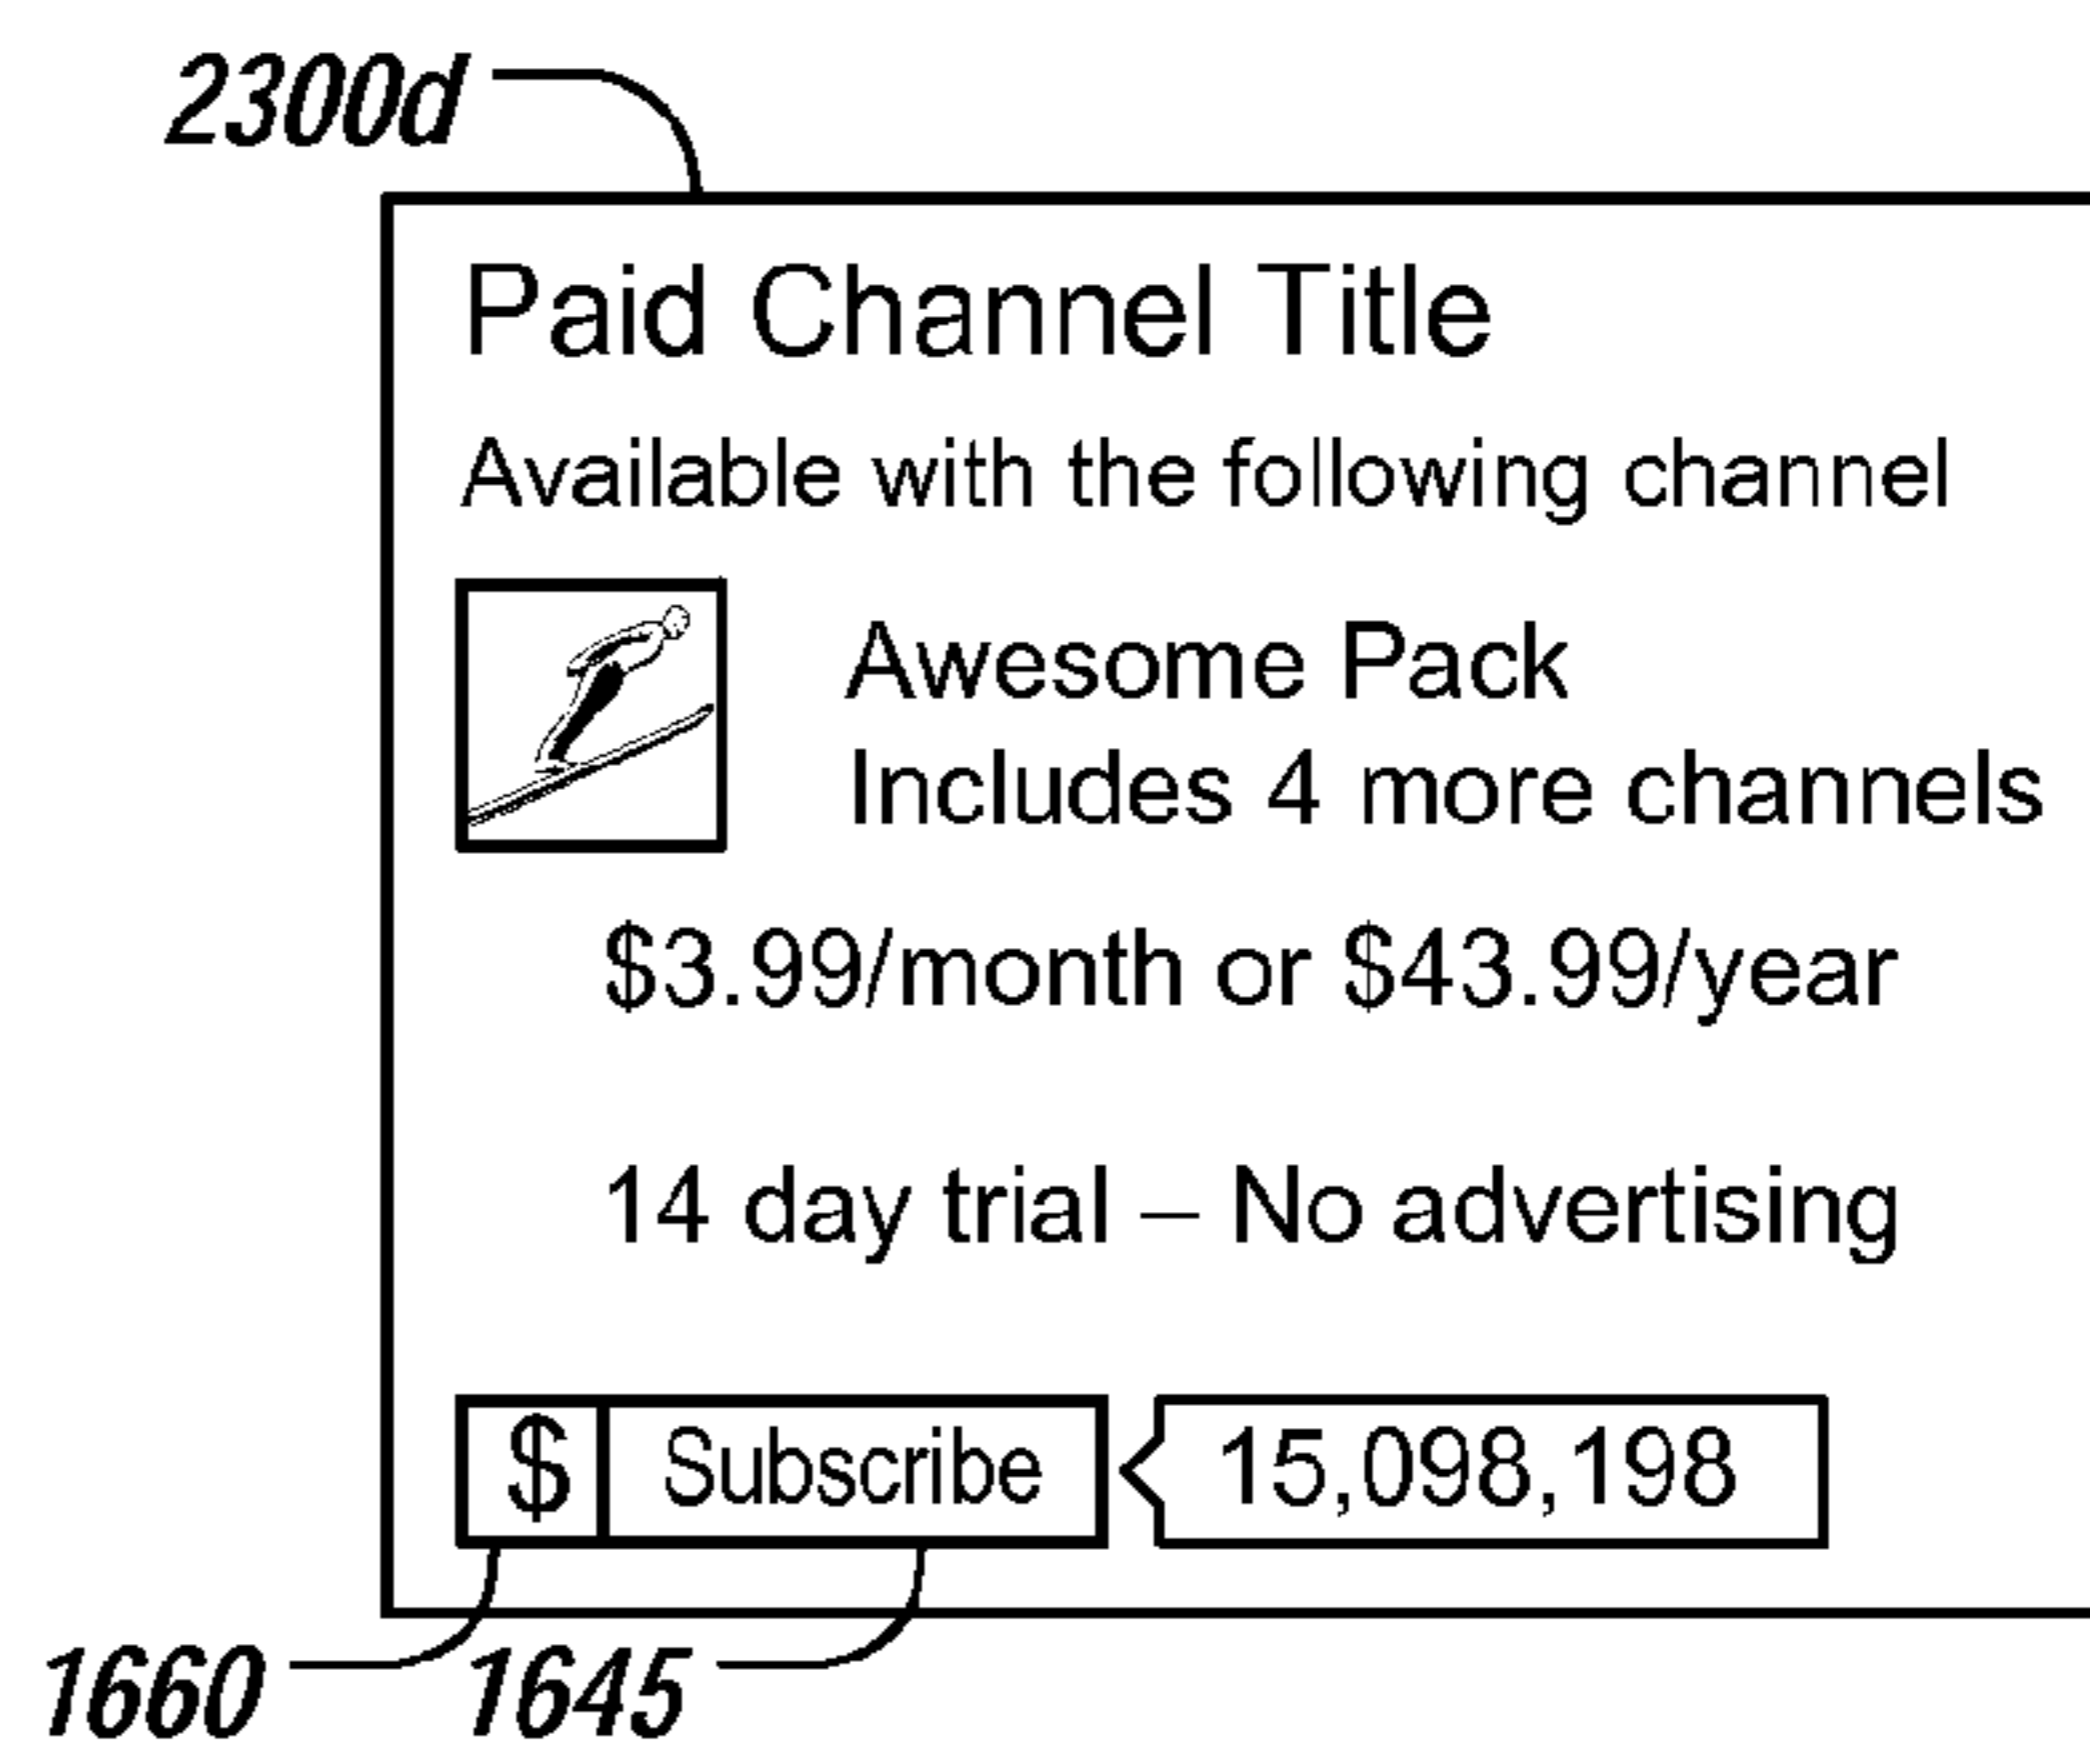 2300d
Paid Channel Title
Available with the following channel
Awesome Pack
Includes 4 more channels
$3.99/month or $43.99/year
14 day trial – No advertising
$ Subscribe 15,098,198
1660 1645